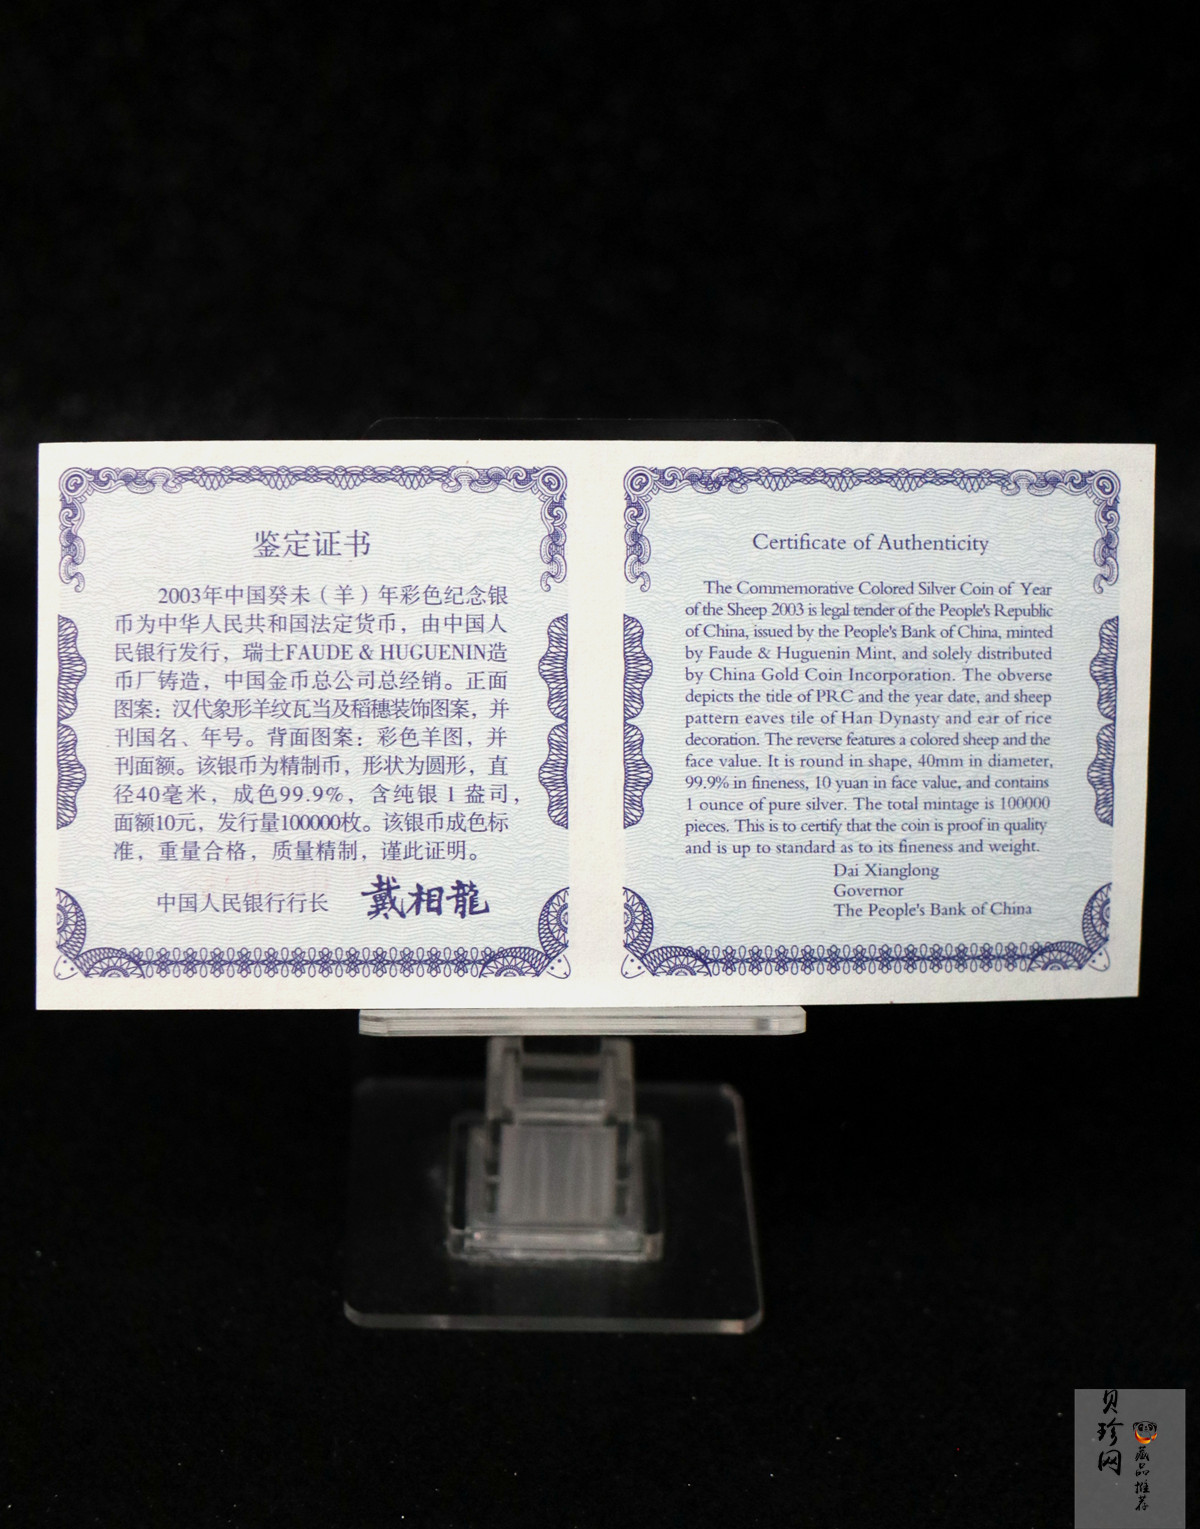 鉴定证书
2003年中国癸未（羊）年彩色纪念银
币为中华人民共和国法定货币，由中国人
民银行发行，瑞士FAUDE & HUGUENIN造
币厂铸造，中国金币总公司总经销。正面
图案：汉代象形羊纹瓦当及稻穗装饰图案，并
刊国名、年号。背面图案：彩色羊图，并
刊面额。该银币为精制币，形状为圆形，直
径40毫米，成色99.9%，含纯银1盎司，
面额10元，发行量100000枚。该银币成色标
准，重量合格，质量精制，谨此证明。
中国人民银行行长 戴相龍
Certificate of Authenticity
The Commemorative Colored Silver Coin of Year
of the Sheep 2003 is legal tender of the People's Republic
of China, issued by the People's Bank of China, minted
by Faude & Huguenin Mint, and solely distributed
by China Gold Coin Incorporation. The obverse
depicts the title of PRC and the year date, and sheep
pattern eaves tile of Han Dynasty and ear of rice
decoration. The reverse features a colored sheep and the
face value. It is round in shape, 40mm in diameter,
99.9% in fineness, 10 yuan in face value, and contains
1 ounce of pure silver. The total mintage is 100000
pieces. This is to certify that the coin is proof in quality
and is up to standard as to its fineness and weight.
Dai Xianglong
Governor
The People's Bank of China
贝珍网
藏品推荐